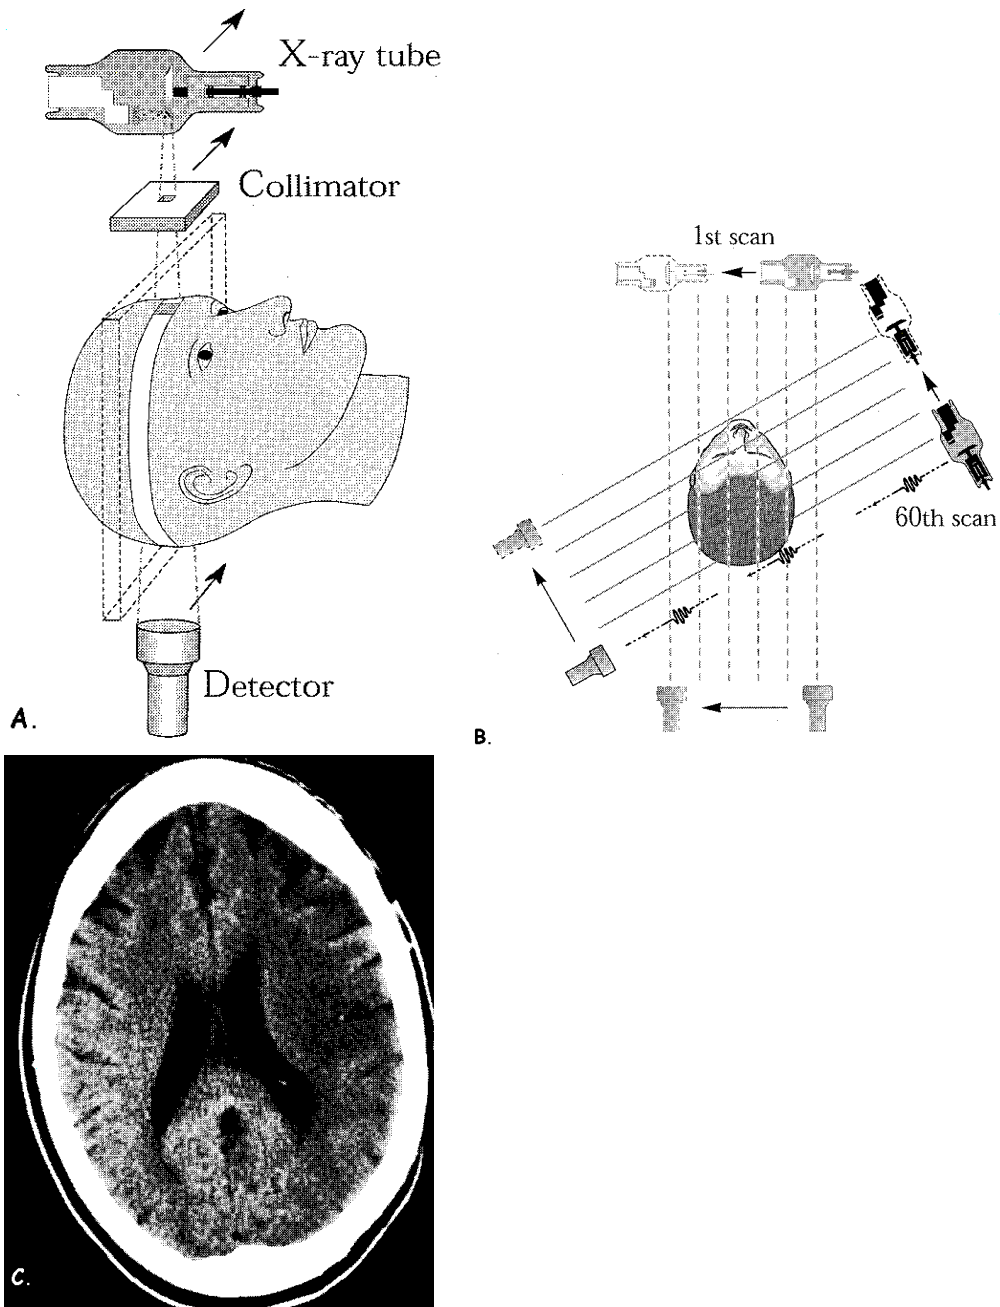 X-ray tube
Collimator
Detector
A.
1st scan
60th scan
B.
C.